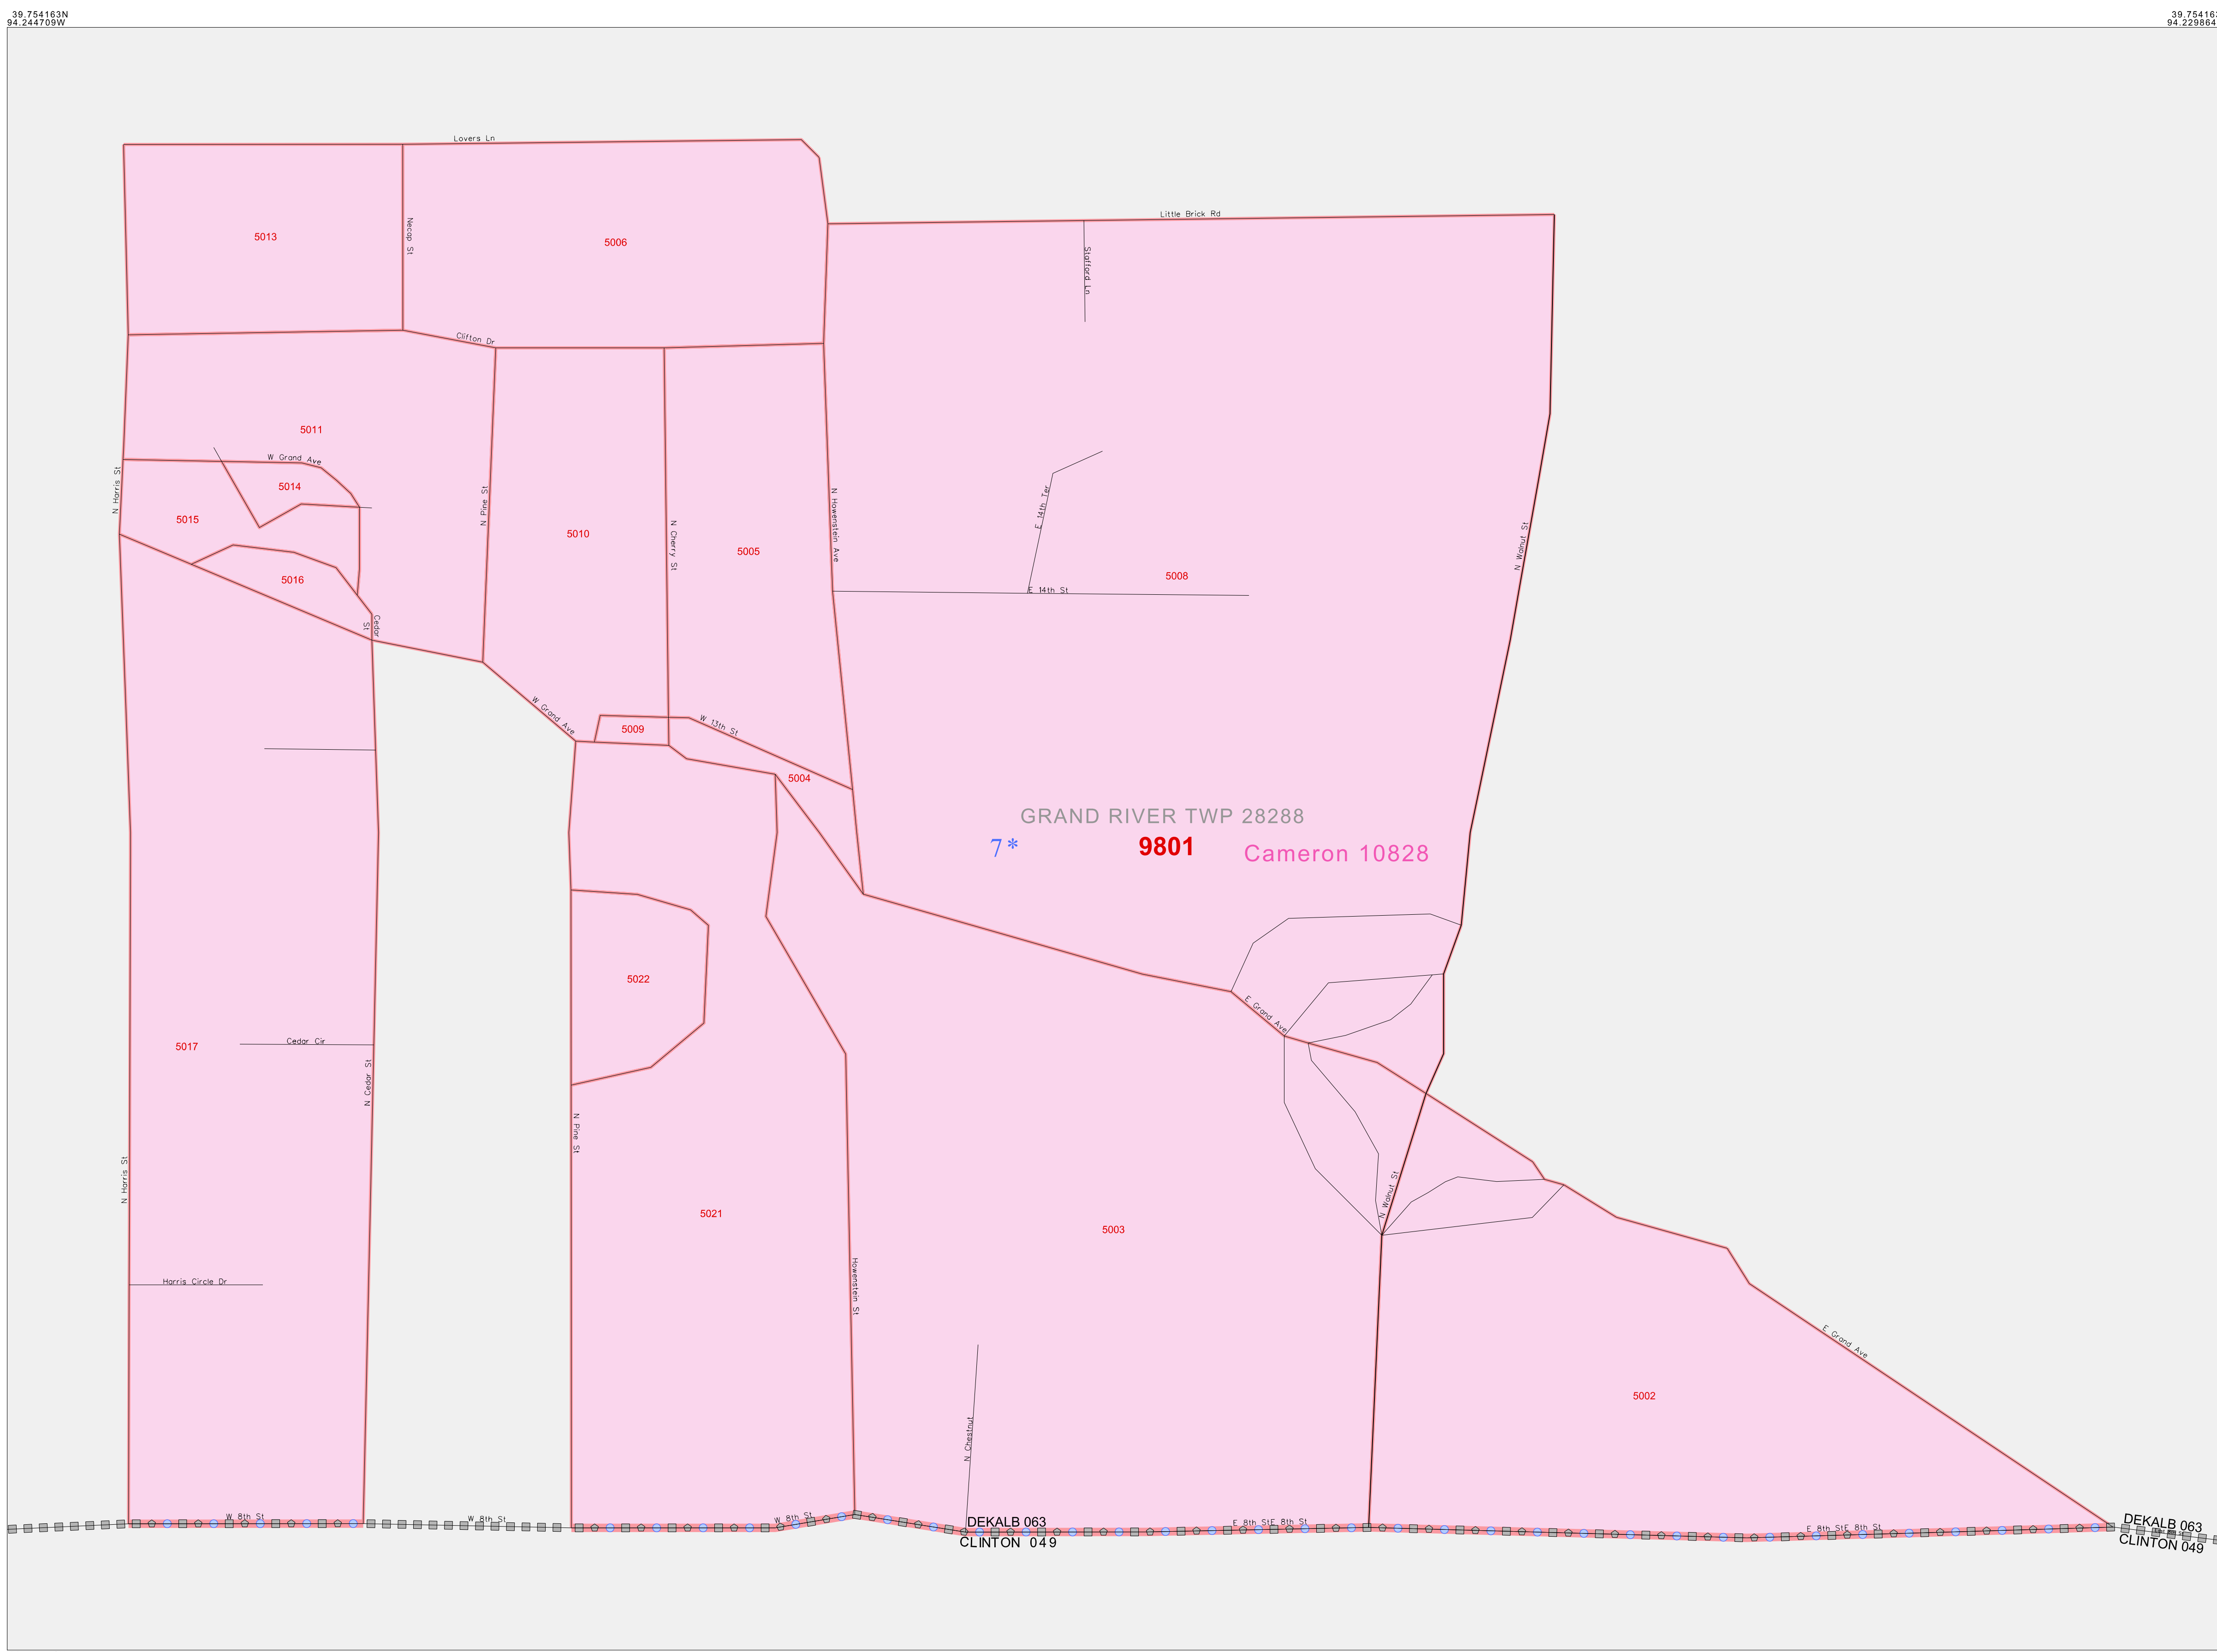 39.754163N
94.244709W
39.754163
94.229864
Lovers Ln
Little Brick Rd
5013
Necap St
5006
Stafford Ln
Clifton Dr
5011
W Grand Ave
N Harris St
5014
5015
N Pine St
5010
N Cherry St
5005
N Howenstein Ave
E 14th Ter
N Walnut St
5008
5016
E 14th St
Cedar
St
W Grand Ave
5009
W 13th St
5004
GRAND RIVER TWP 28288
7*
9801
Cameron 10828
5022
E Grand Ave
5017
Cedar Cir
N Cedar St
N Pine St
N Harris St
N Walnut St
5021
5003
Harris Circle Dr
Howenstein St
E Grand Ave
5002
N Chestnut
W 8th St
W 8th St
W 8th St
DEKALB 063
E 8th St
E 8th St
E 8th St
E 8th St
DEKALB 063
CLINTON 049
CLINTON 049